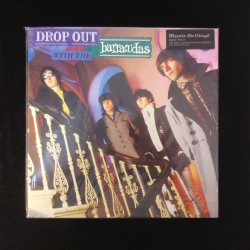 DROP OUT
WITH THE
barracudas
Music On Vinyl